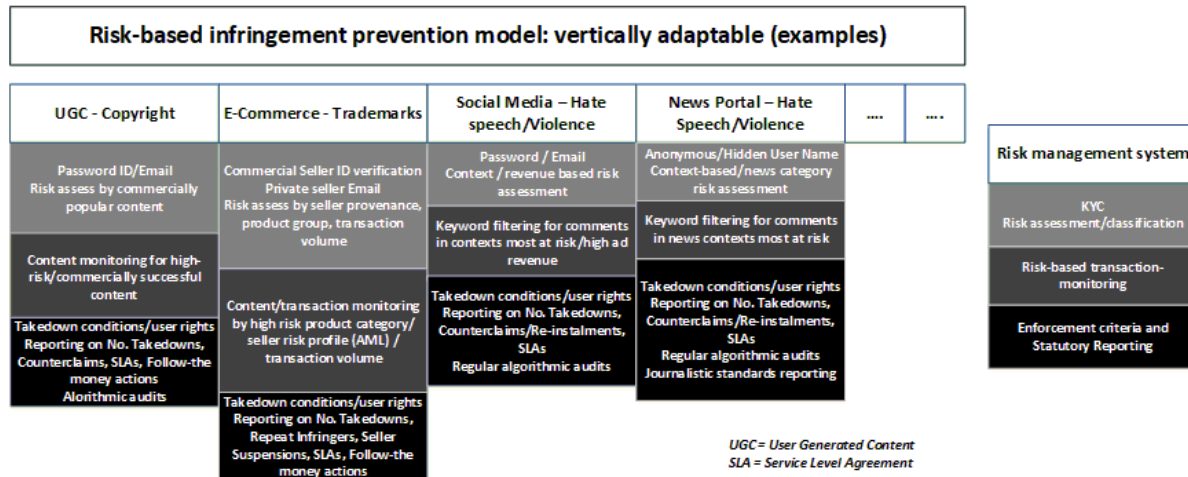 Risk-based infringement prevention model: vertically adaptable (examples)
UGC - Copyright
Password ID/Email
Risk assess by commercially
popular content
Content monitoring for high-
risk/commercially successful
content
Takedown conditions/user rights
Reporting on No. Takedowns,
Counterclaims, SLAs, Follow-the
money actions
Alorithmic audits
E-Commerce - Trademarks
Commercial Seller ID verification
Private seller Email
Risk assess by seller provenance,
product group, transaction
volume
Content/transaction monitoring
by high risk product category/
seller risk profile (AML) /
transaction volume
Takedown conditions/user rights
Reporting on No. Takedowns,
Repeat Infringers, Seller
Suspensions, SLAs, Follow-the
money actions
Social Media – Hate
speech/Violence
Password / Email
Context / revenue based risk
assessment
Keyword filtering for comments
in contexts most at risk/high ad
revenue
Takedown conditions/user rights
Reporting on No. Takedowns,
Counterclaims/Re-instalments,
SLAs
Regular algorithmic audits
News Portal – Hate
Speech/Violence
Anonymous/Hidden User Name
Context-based/news category
risk assessment
Keyword filtering for comments
in news contexts most at risk
Takedown conditions/user rights
Reporting on No. Takedowns,
Counterclaims/Re-instalments,
SLAs
Regular algorithmic audits
Journalistic standards reporting
....
....
Risk management system
KYC
Risk assessment/classification
Risk-based transaction-
monitoring
Enforcement criteria and
Statutory Reporting
UGC = User Generated Content
SLA = Service Level Agreement